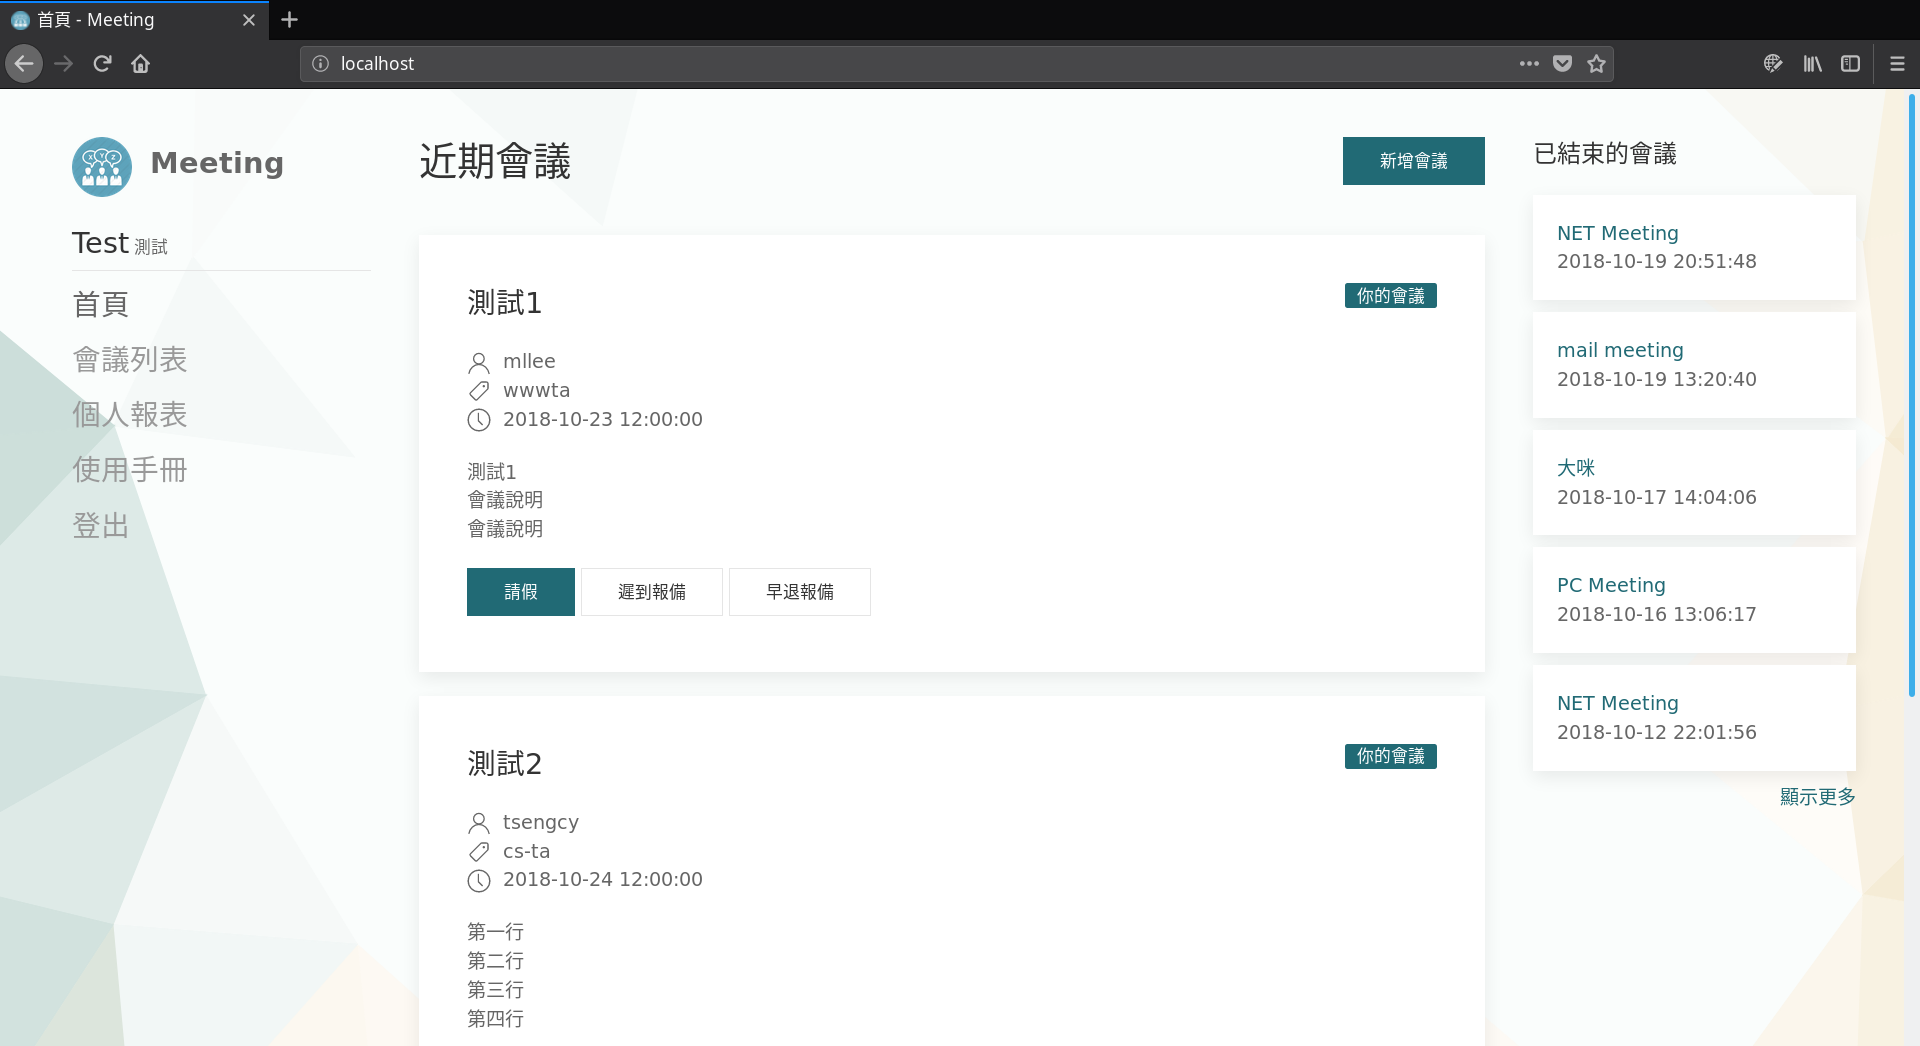 首頁 - Meeting
localhost
Meeting
Test 測試
首頁
會議列表
個人報表
使用手冊
登出
近期會議
新增會議
測試1
你的會議
mllee
wwwta
2018-10-23 12:00:00
測試1
會議說明
會議說明
請假
遲到報備
早退報備
測試2
你的會議
tsengcy
cs-ta
2018-10-24 12:00:00
第一行
第二行
第三行
第四行
已結束的會議
NET Meeting
2018-10-19 20:51:48
mail meeting
2018-10-19 13:20:40
大咪
2018-10-17 14:04:06
PC Meeting
2018-10-16 13:06:17
NET Meeting
2018-10-12 22:01:56
顯示更多